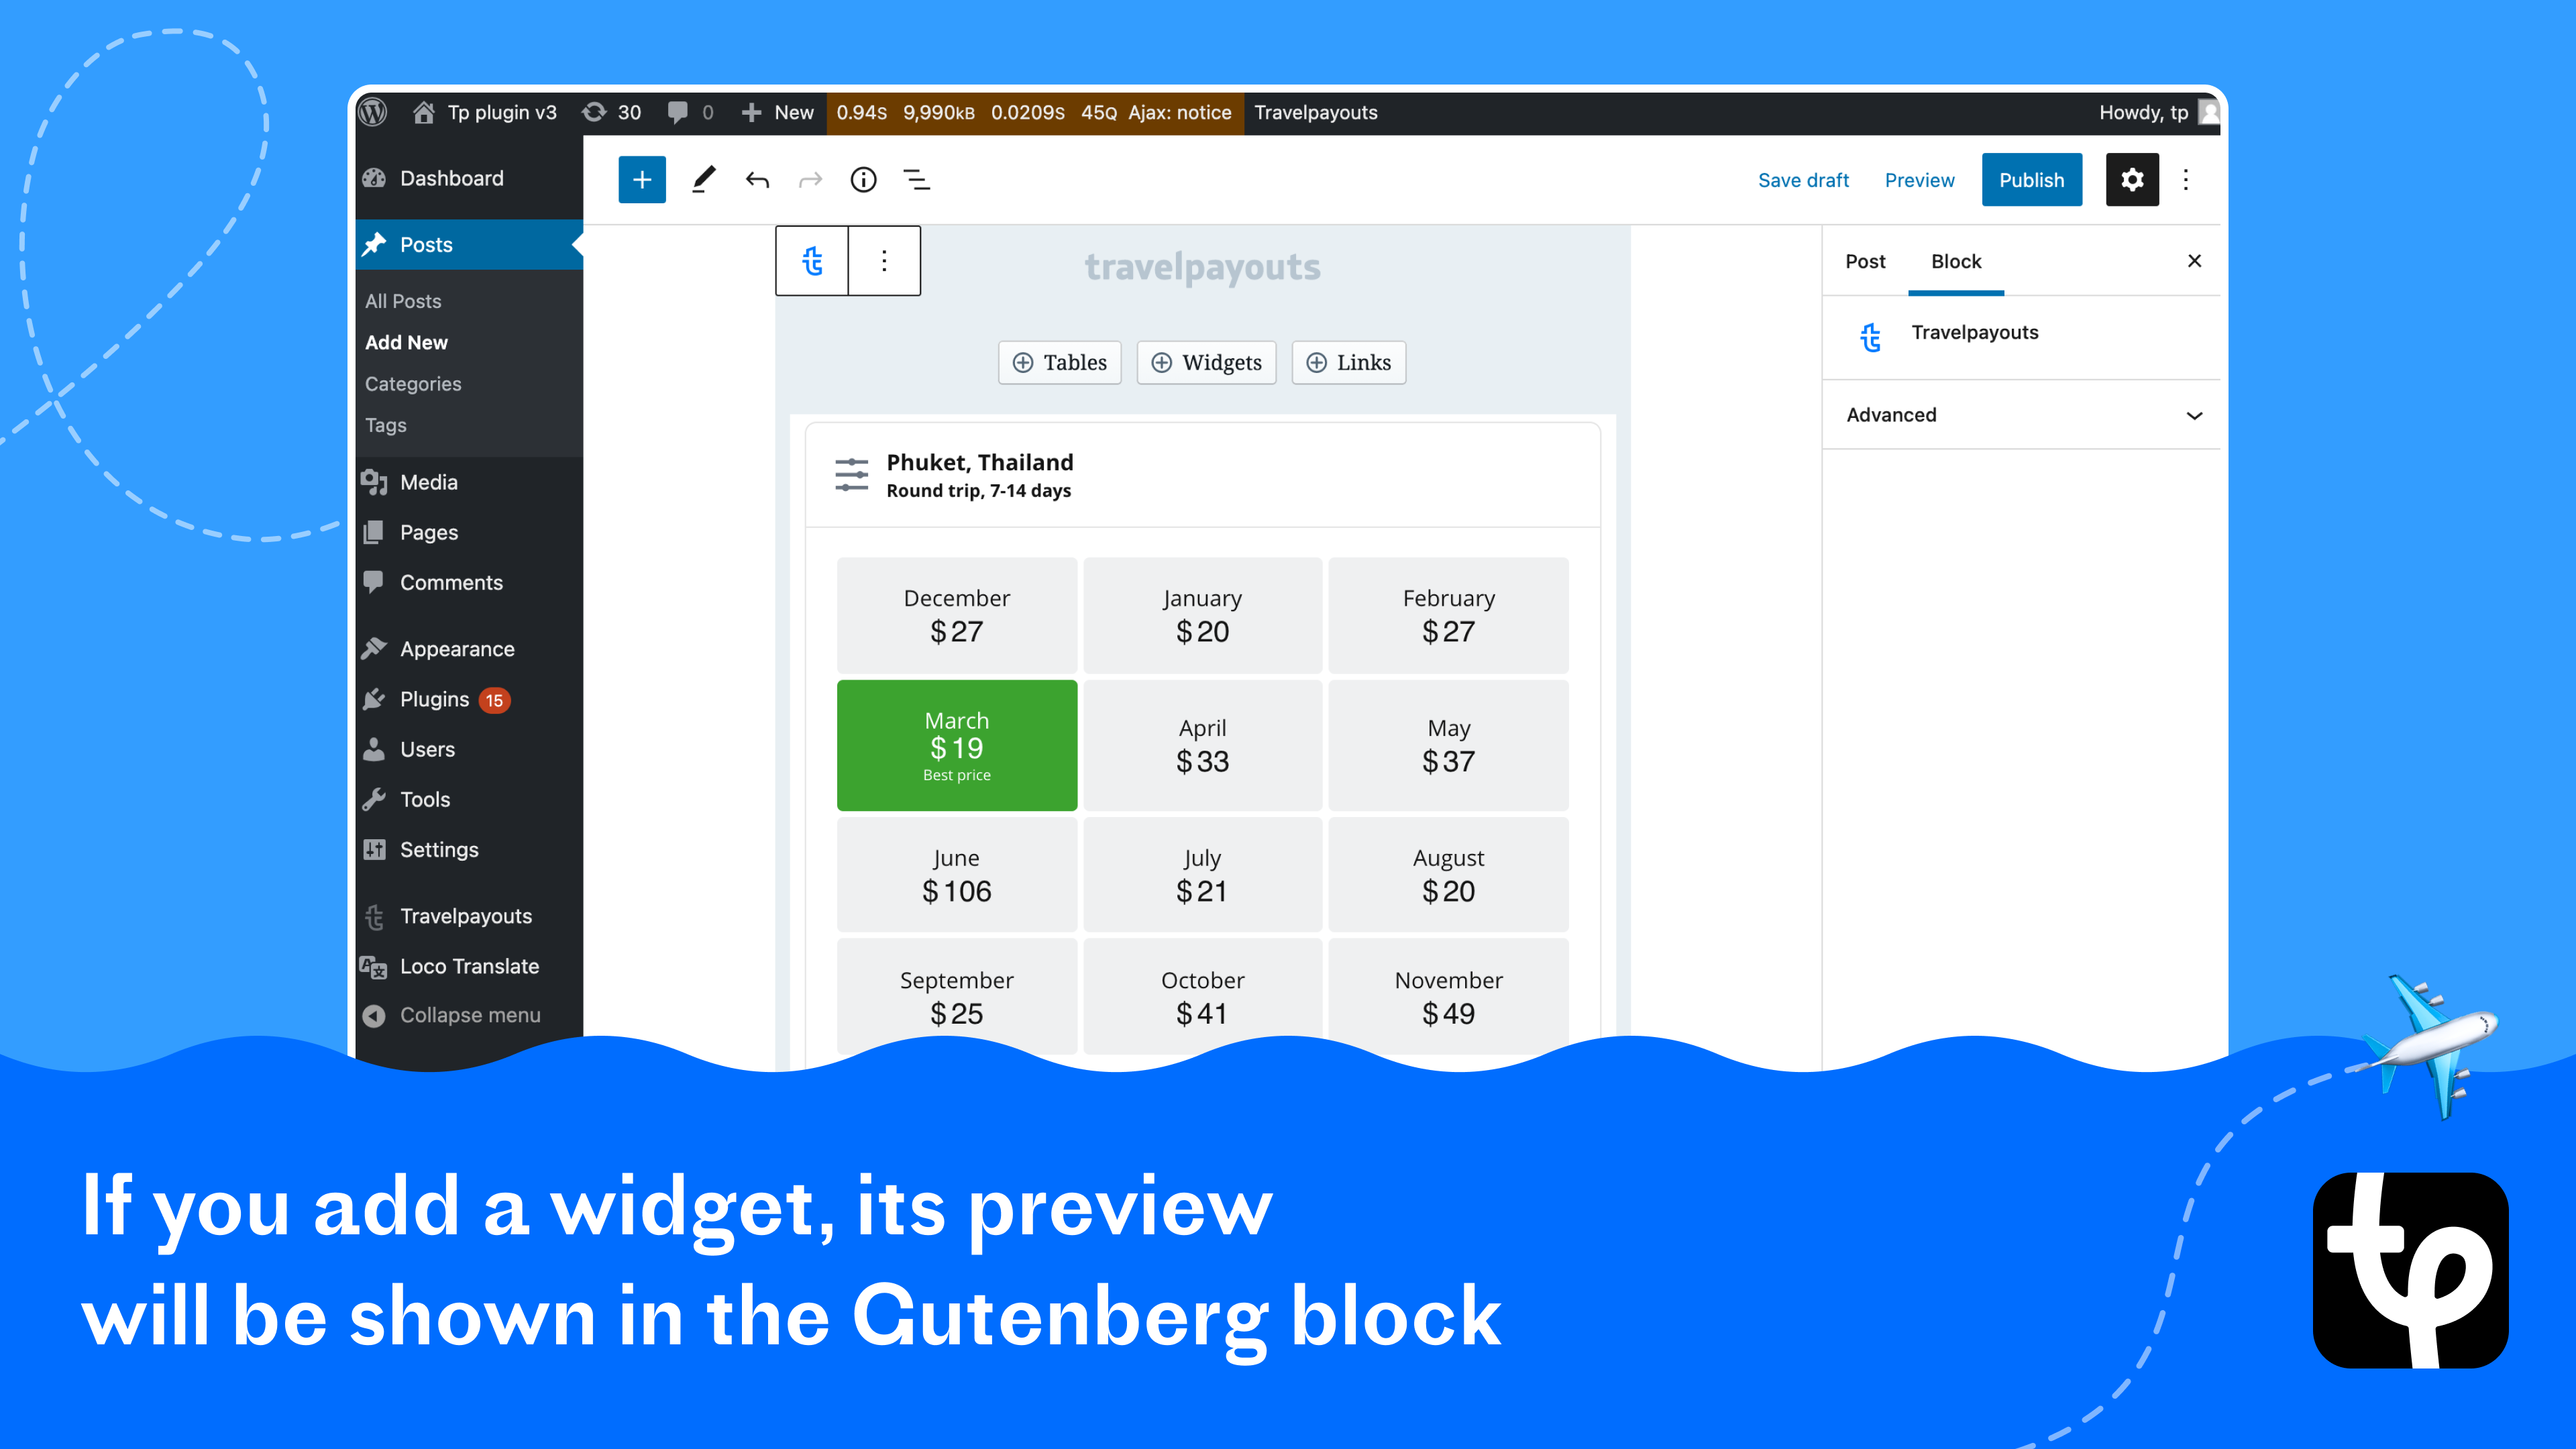 Tp plugin v3 30 0 New 0.94S 9,990kB 0.0209S 45Q Ajax: notice Travelpayouts Howdy, tp
Dashboard
Posts
All Posts
Add New
Categories
Tags
Media
Pages
Comments
Appearance
Plugins 15
Users
Tools
Settings
Travelpayouts
Loco Translate
Collapse menu
Save draft Preview Publish
travelpayouts
Tables Widgets Links
Phuket, Thailand
Round trip, 7-14 days
December January February
$27 $20 $27
March April May
$19 $33 $37
Best price
June July August
$106 $21 $20
September October November
$25 $41 $49
Post Block
Travelpayouts
Advanced
If you add a widget, its preview
will be shown in the Gutenberg block
tp